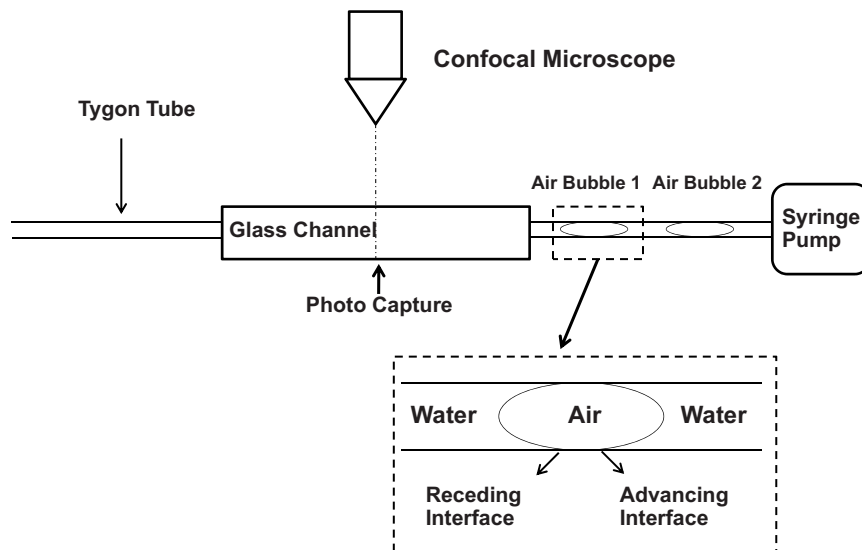 Confocal Microscope
Tygon Tube
Air Bubble 1
Air Bubble 2
Syringe
Pump
Glass Channel
Photo Capture
Water
Air
Water
Receding
Interface
Advancing
Interface